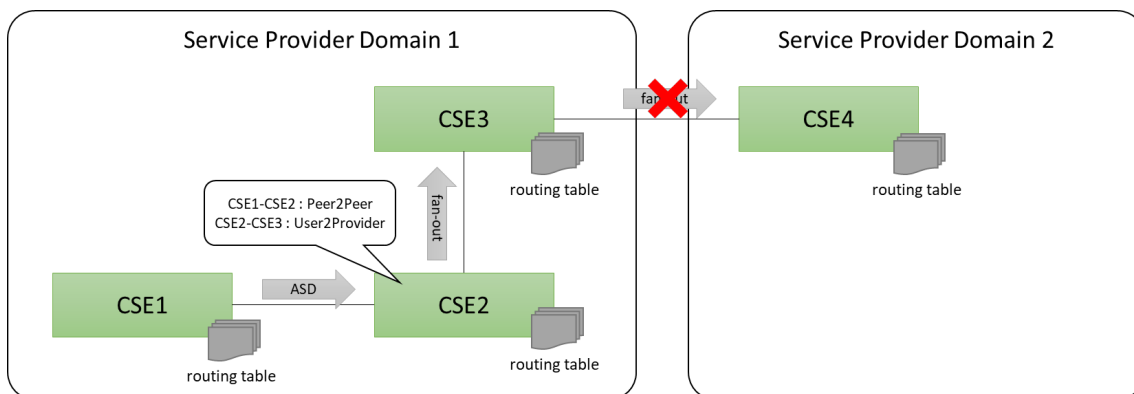 Service Provider Domain 1
Service Provider Domain 2
CSE3
routing table
CSE4
routing table
CSE1-CSE2 : Peer2Peer
CSE2-CSE3 : User2Provider
fan-out
CSE1
routing table
ASD
CSE2
routing table